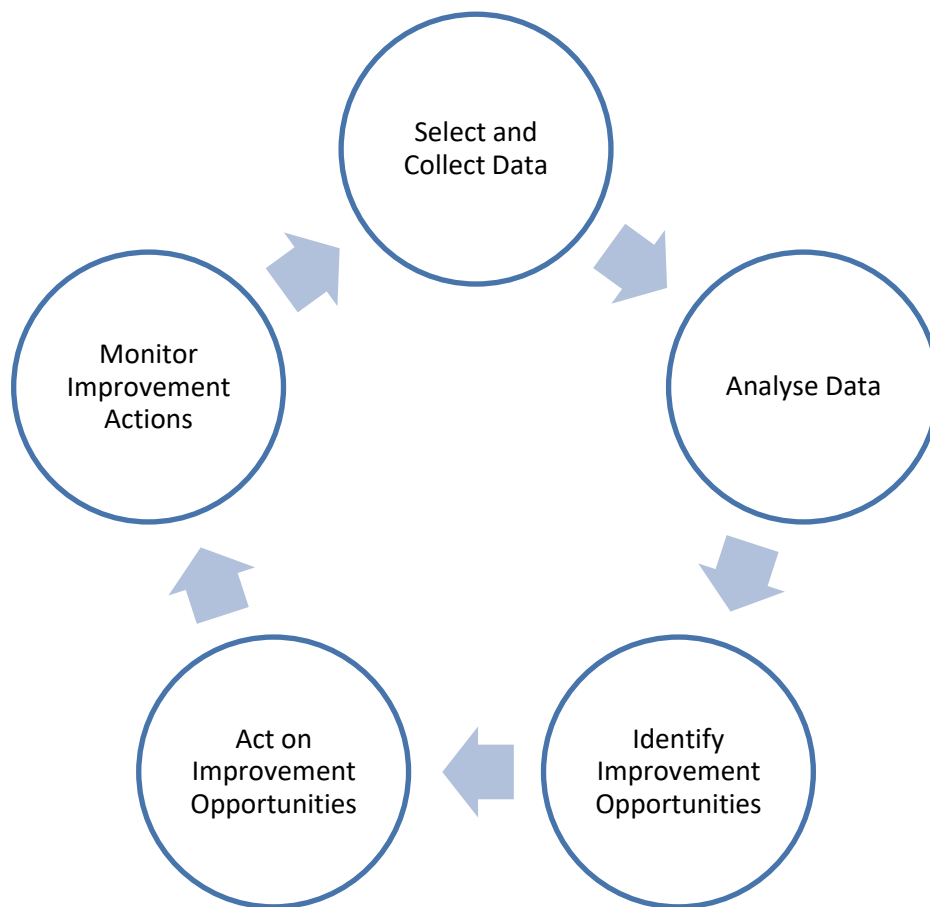 Select and
Collect Data
Analyse Data
Identify
Improvement
Opportunities
Act on
Improvement
Opportunities
Monitor
Improvement
Actions